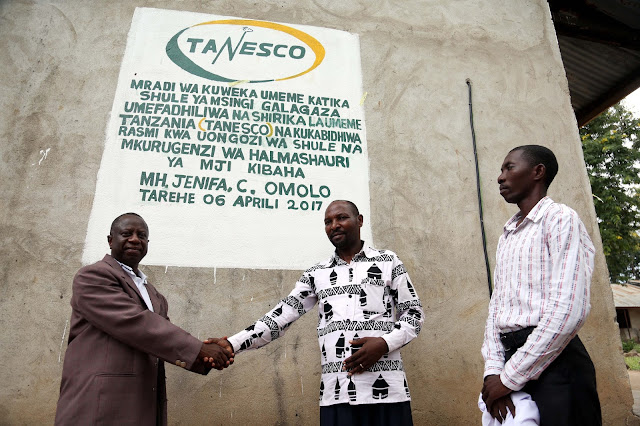 TANESCO
MRADI WA KUWEKA UMEME KATIKA
SHULE YA MSINGI GALAGAZA
UMEFADHILIWA NA SHIRIKA LA UMEME
TANZANIA (TANESCO) NA KUKABIDHIWA
RASMI KWA UONGOZI WA SHULE NA
MKURUGENZI WA HALMASHAURI
YA MJI KIBAHA
MH. JENIFA, C. OMOLO
TAREHE 06 APRILI 2017